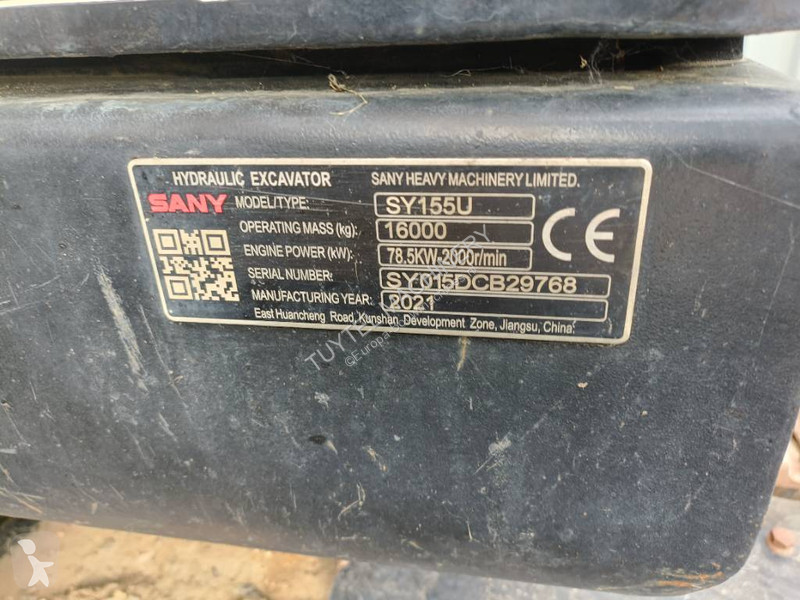 HYDRAULIC EXCAVATOR SANY HEAVY MACHINERY LIMITED.
SANY MODEL/TYPE: SY155U CE
OPERATING MASS (kg): 16000
ENGINE POWER (kW): 78.5KW-2000r/min
SERIAL NUMBER: SY015DCB29768
MANUFACTURING YEAR: 2021
East Huancheng Road, Kunshan Development Zone, Jiangsu, China.